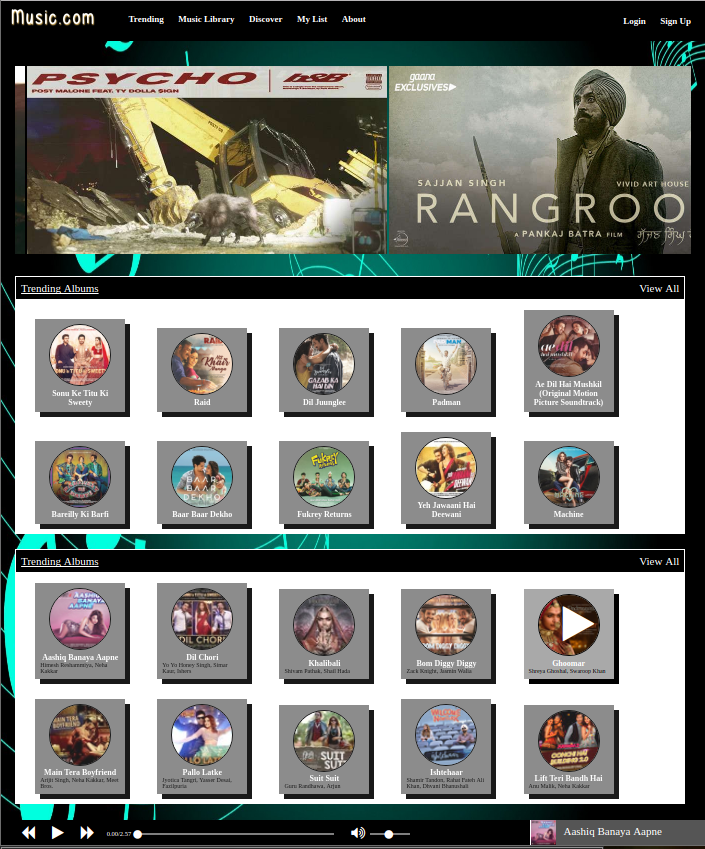 Music.com
Trending Music Library Discover My List About
Login Sign Up
PSYCHO
POST MALONE FEAT. TY DOLLA $IGN
b&B
gaana
EXCLUSIVES
SAJJAN SINGH
VIVID ART HOUSE
RANGROO
A PANKAJ BATRA FILM
ਸੱਜਣ ਸਿੰਘ
Trending Albums View All
Sonu Ke Titu Ki
Sweety
Raid
Dil Juunglee
Padman
Ae Dil Hai Mushkil
(Original Motion
Picture Soundtrack)
Bareilly Ki Barfi
Baar Baar Dekho
Fukrey Returns
Yeh Jawaani Hai
Deewani
Machine
Trending Albums View All
Aashiq Banaya Aapne
Himesh Reshammiya, Neha
Kakkar
Dil Chori
Yo Yo Honey Singh, Simar
Kaur, Ishers
Khalibali
Shivam Pathak, Shail Hada
Bom Diggy Diggy
Zack Knight, Jasmin Walia
Ghoomar
Shreya Ghoshal, Swaroop Khan
Main Tera Boyfriend
Arijit Singh, Neha Kakkar, Meet
Bros.
Pallo Latke
Jyotica Tangri, Yasser Desai,
Fazilpuria
Suit Suit
Guru Randhawa, Arjun
Ishtehaar
Shamir Tandon, Rahat Fateh Ali
Khan, Dhvani Bhanushali
Lift Teri Bandh Hai
Anu Malik, Neha Kakkar
0.00/2.57
Aashiq Banaya Aapne